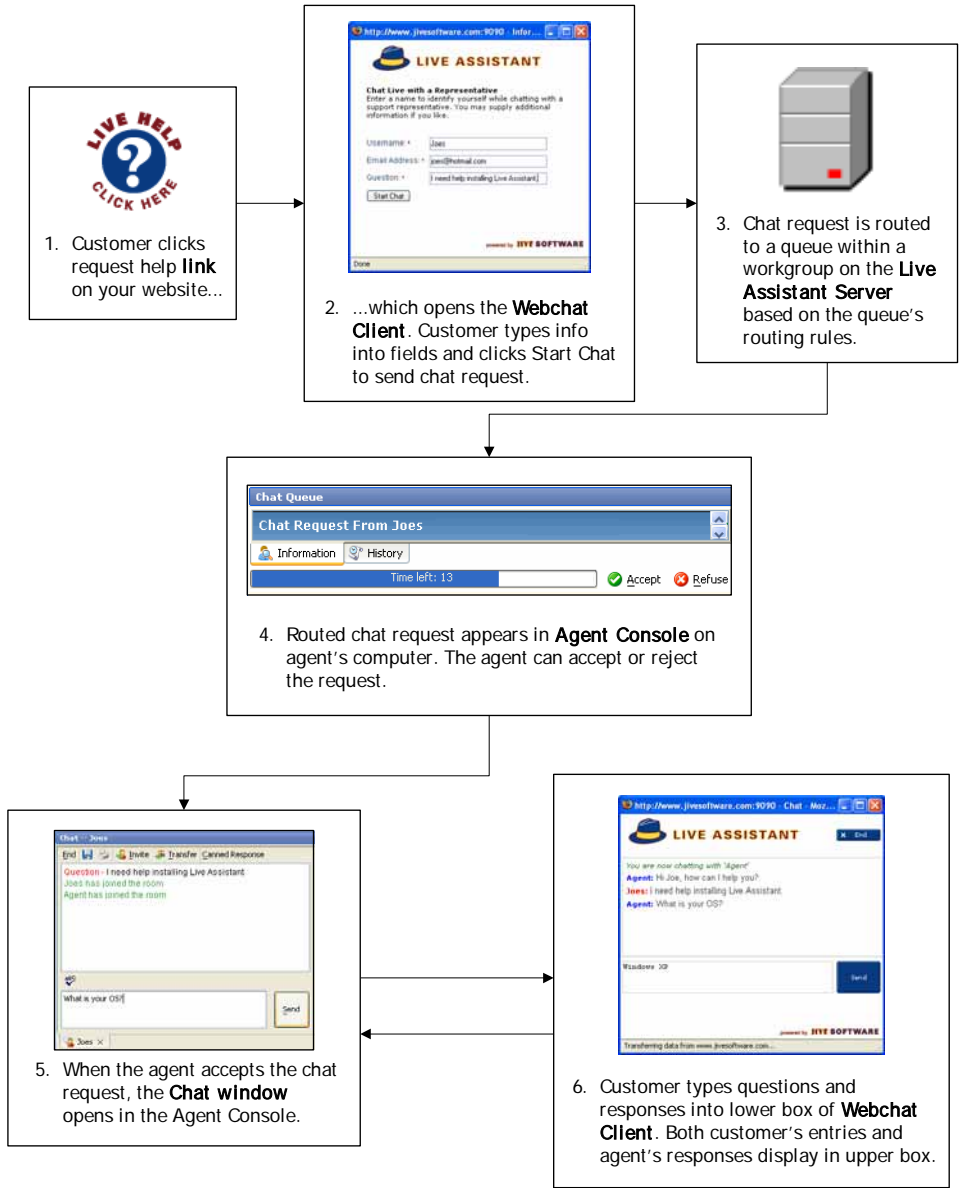 LIVE HELP
?
CLICK HERE
1. Customer clicks
request help link
on your website...
http://www.jivesoftware.com:9090 - Infor...
LIVE ASSISTANT
Chat Live with a Representative
Enter a name to identify yourself while chatting with a
support representative. You may supply additional
information if you like.
Username * Joes
Email Address: * joes@hotmail.com
Question * I need help installing Live Assistant
Start Chat
powered by JIVE SOFTWARE
Done
2. ...which opens the Webchat
Client. Customer types info
into fields and clicks Start Chat
to send chat request.
3. Chat request is routed
to a queue within a
workgroup on the Live
Assistant Server
based on the queue's
routing rules.
Chat Queue
Chat Request From Joes
Information History
Time left: 13 Accept Refuse
4. Routed chat request appears in Agent Console on
agent's computer. The agent can accept or reject
the request.
Chat -- Joes
End Invite Transfer Canned Response
Question - I need help installing Live Assistant
Joes has joined the room
Agent has joined the room
What is your OS?
Send
Joes ×
5. When the agent accepts the chat
request, the Chat window
opens in the Agent Console.
http://www.jivesoftware.com:9090 - Chat - Moz...
LIVE ASSISTANT
X End
You are now chatting with 'Agent'
Agent: Hi Joe, how can I help you?
Joes: I need help installing Live Assistant
Agent: What is your OS?
Windows XP
Send
powered by JIVE SOFTWARE
Transferring data from www.jivesoftware.com...
6. Customer types questions and
responses into lower box of Webchat
Client. Both customer's entries and
agent's responses display in upper box.